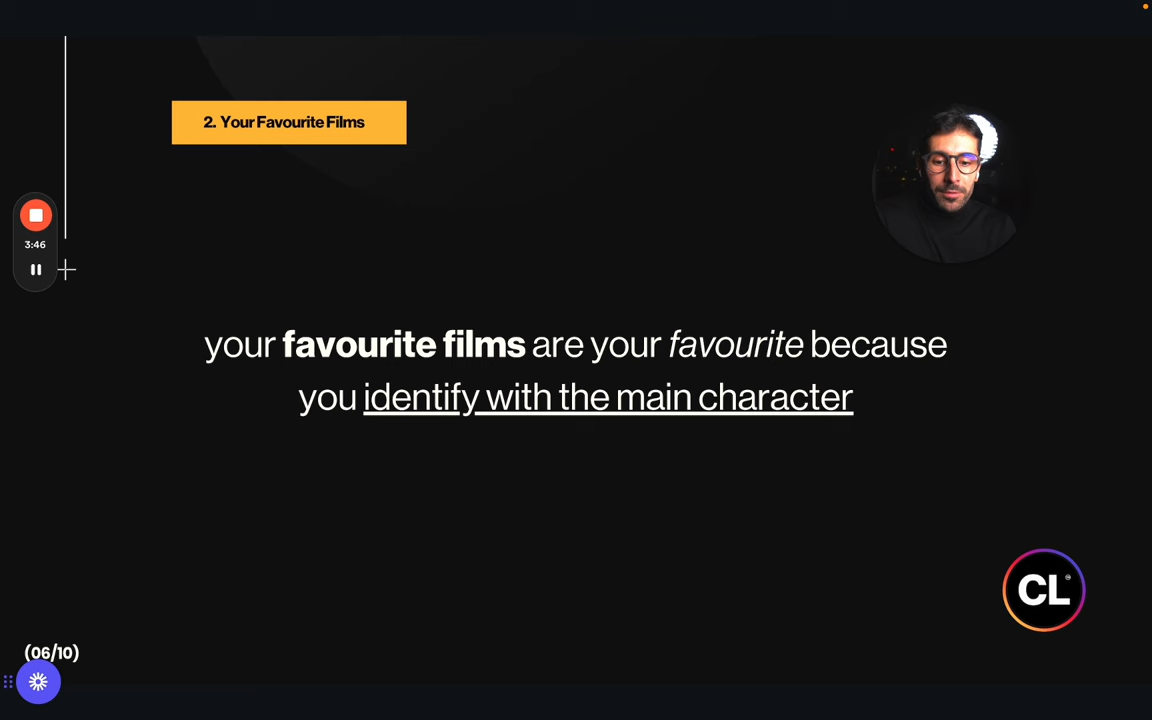 2. Your Favourite Films
3:46
your favourite films are your favourite because
you identify with the main character
CL
(06/10)